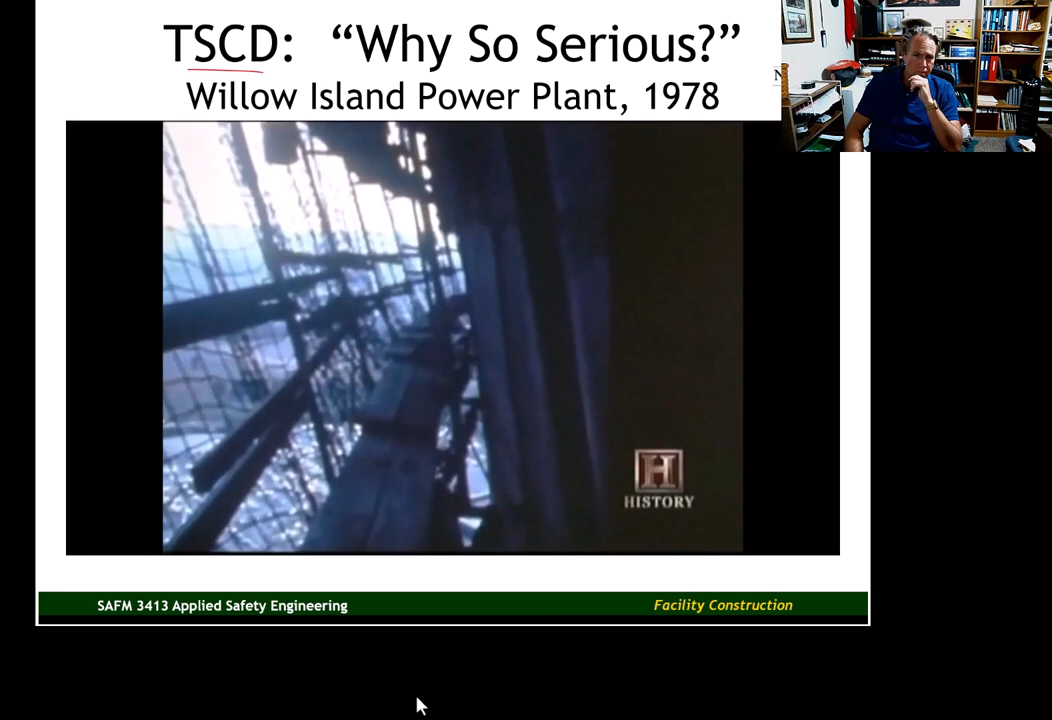 TSCD: “Why So Serious?”
Willow Island Power Plant, 1978
N
H
HISTORY
SAFM 3413 Applied Safety Engineering
Facility Construction